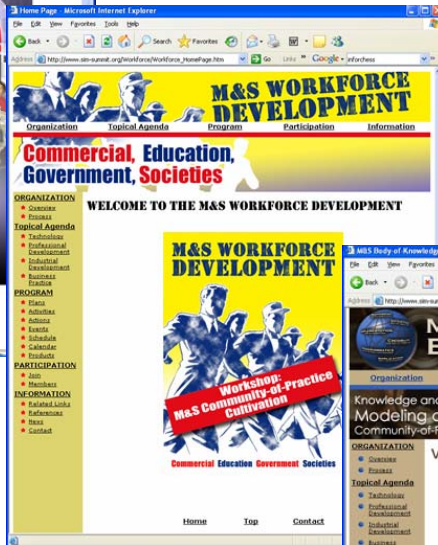 Home Page - Microsoft Internet Explorer
File Edit View Favorites Tools Help
Back Search Favorites
Address http://www.sim-summit.org/Workforce/Workforce_HomePage.htm Go Links Google inforchess
M&S WORKFORCE
DEVELOPMENT
Organization Topical Agenda Program Participation Information
Commercial, Education,
Government, Societies
ORGANIZATION
Overview
Process
Topical Agenda
Technology
Professional
Development
Industrial
Development
Business
Practice
PROGRAM
Plans
Activities
Actions
Events
Schedule
Calendar
Products
PARTICIPATION
Join
Members
INFORMATION
Related Links
References
News
Contact
WELCOME TO THE M&S WORKFORCE DEVELOPMENT
M&S WORKFORCE
DEVELOPMENT
Workshop:
M&S Community-of-Practice
Cultivation
Commercial Education Government Societies
Home Top Contact
MBS Body of Knowledge
File Edit View Favorites
Back
Address http://www.sim-sum
Organization
Knowledge and
Modeling
Community-of-P
ORGANIZATION
Overview
Process
Topical Agenda
Technology
Professional
Development
Industrial
Development
Business